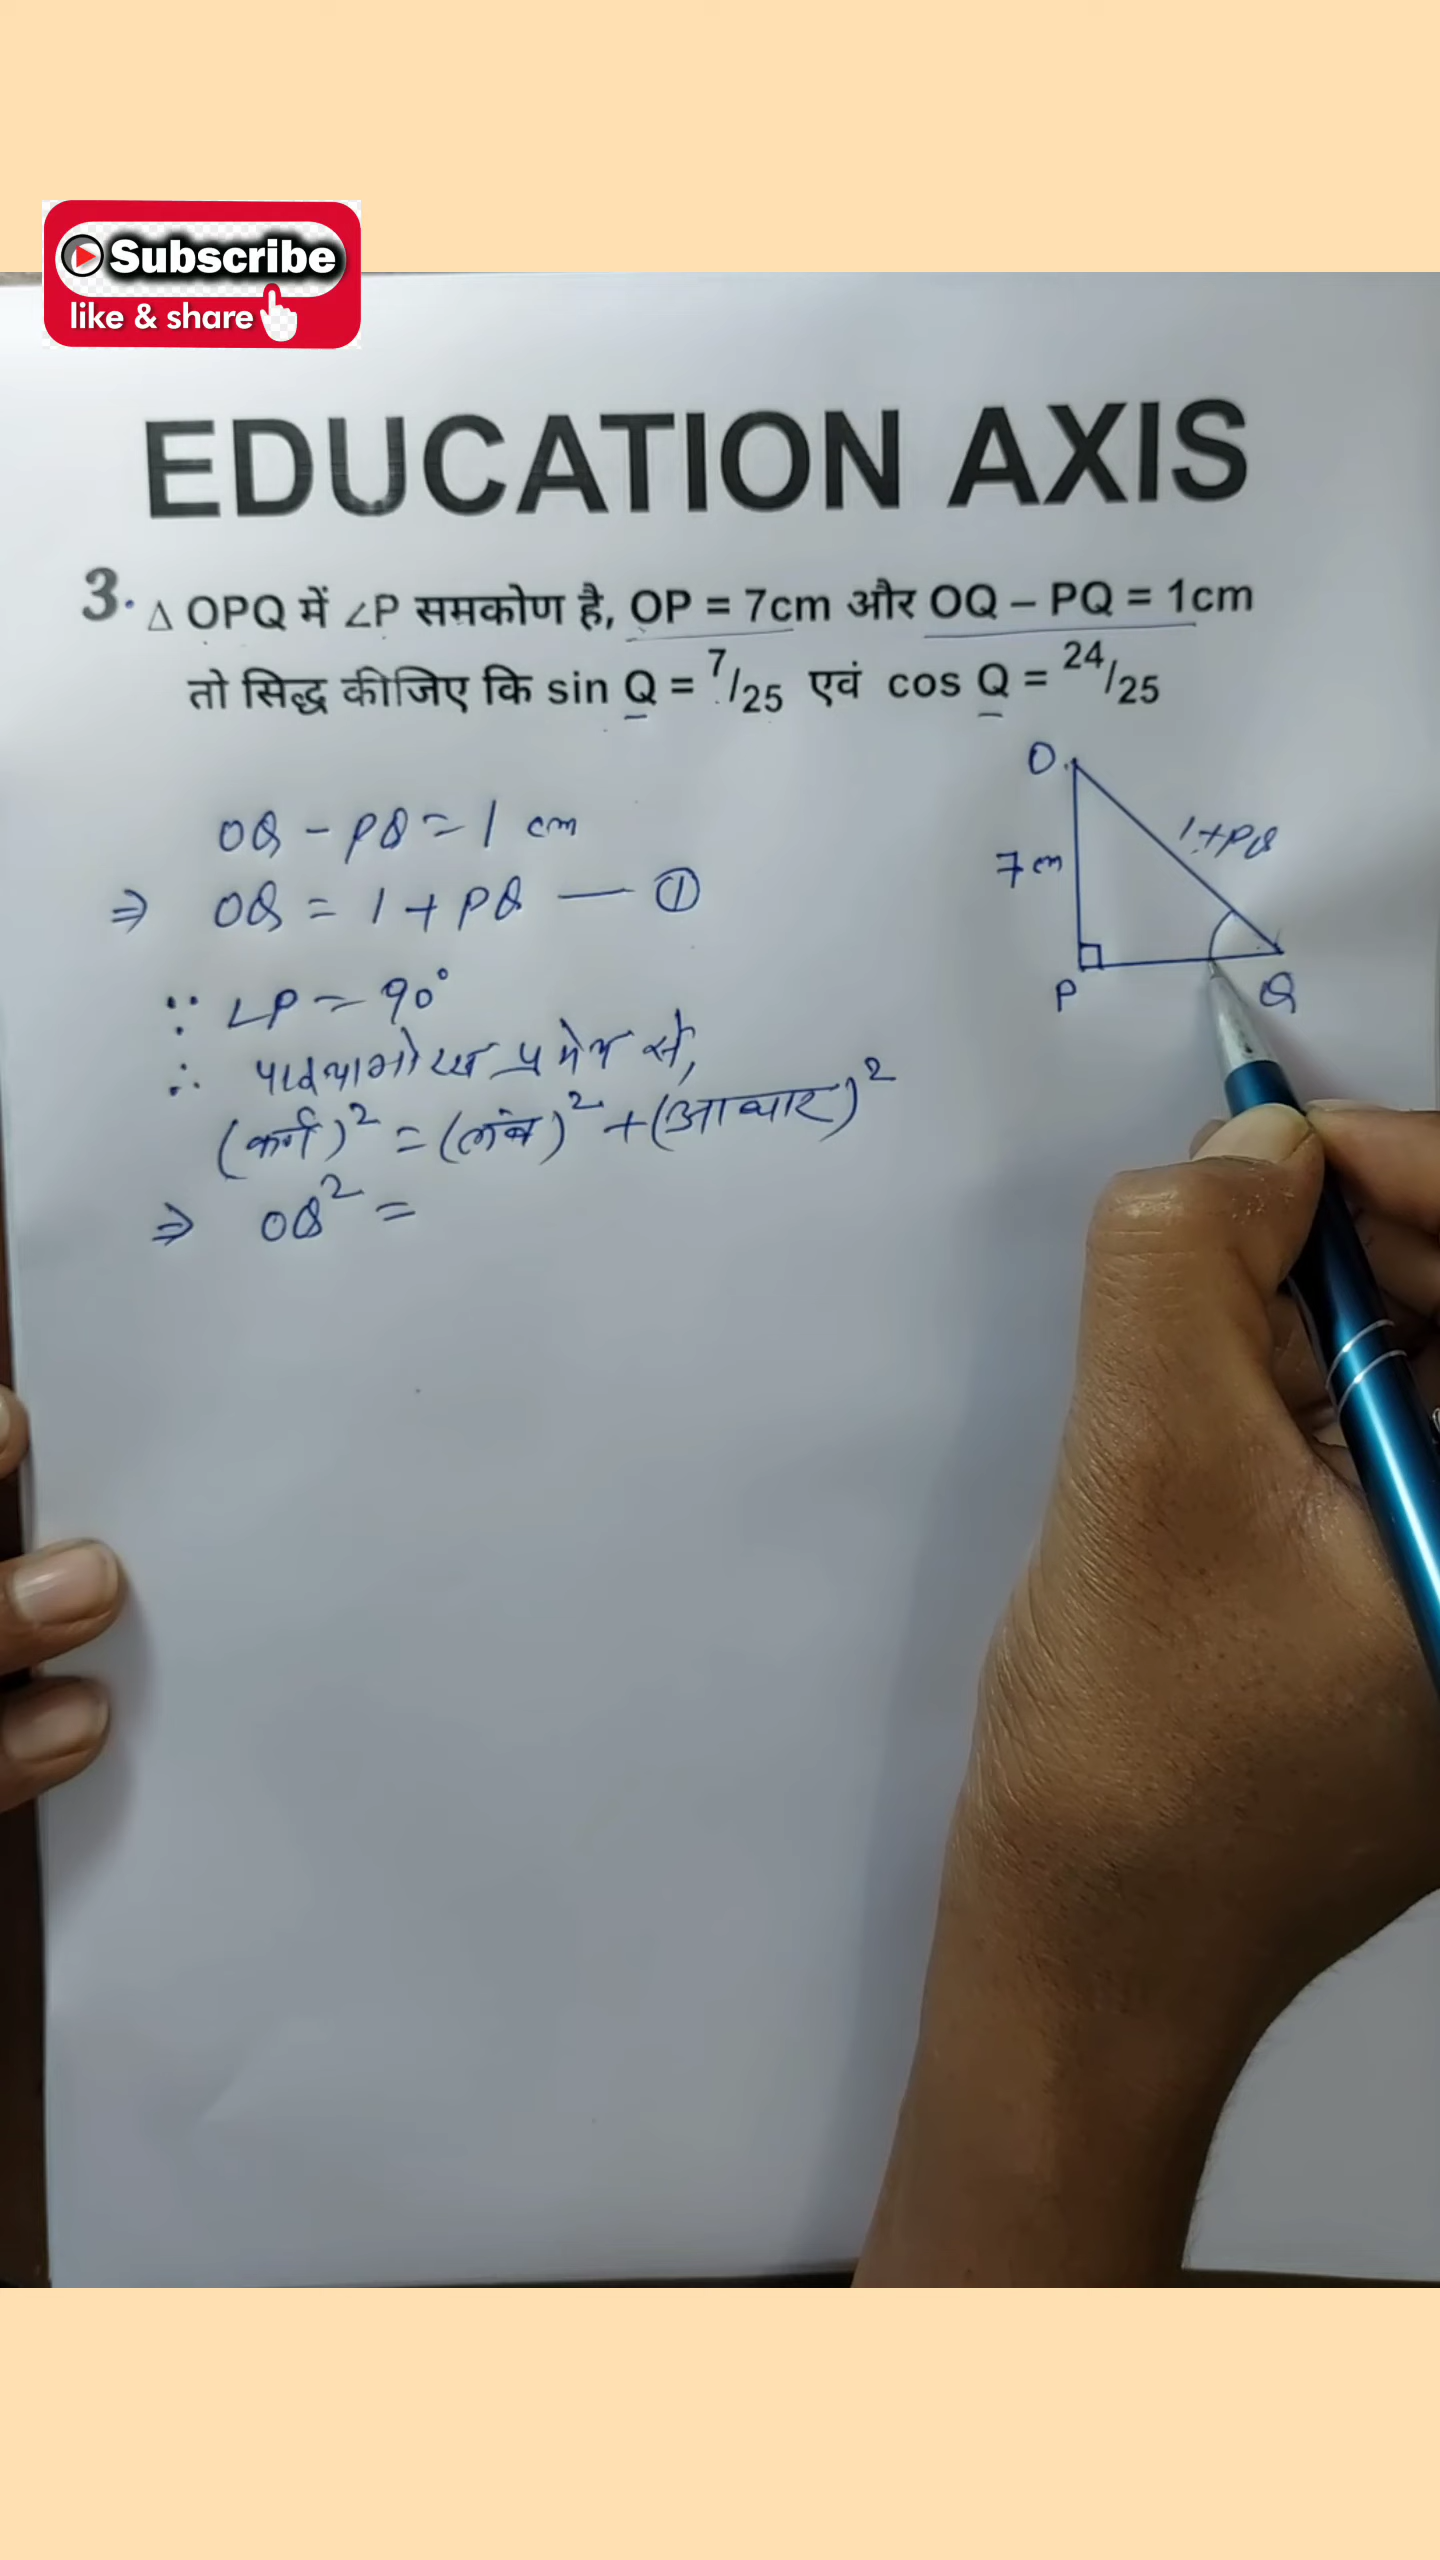 Subscribe
like & share
EDUCATION AXIS
3. △ OPQ में ∠P समकोण है, OP = 7cm और OQ – PQ = 1cm
तो सिद्ध कीजिए कि sin Q = 7/25 एवं cos Q = 24/25
OQ - PQ = 1 cm
⇒ OQ = 1 + PQ — ①
∵ ∠P = 90°
∴ पाइथागोरस प्रमेय से,
(कर्ण)² = (लंब)² + (आधार)²
⇒ OQ² =
O
7 cm
1+PQ
P
Q